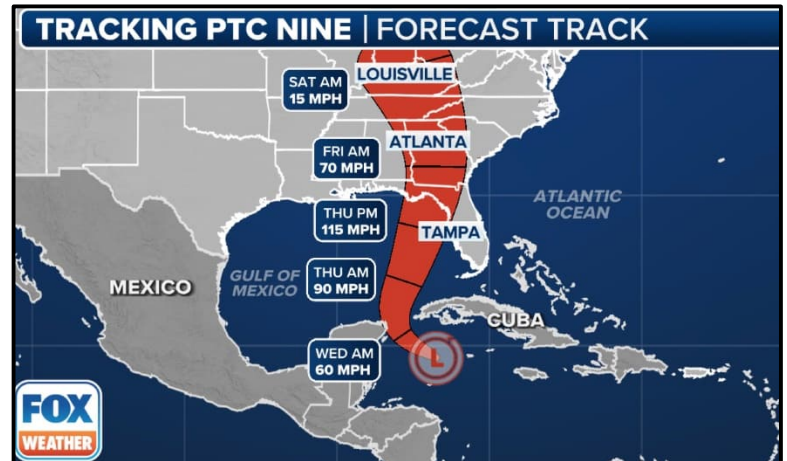 TRACKING PTC NINE | FORECAST TRACK
LOUISVILLE
SAT AM
15 MPH
ATLANTA
FRI AM
70 MPH
ATLANTIC
OCEAN
THU PM
115 MPH
TAMPA
MEXICO
GULF OF
MEXICO
THU AM
90 MPH
CUBA
WED AM
60 MPH
L
FOX
WEATHER